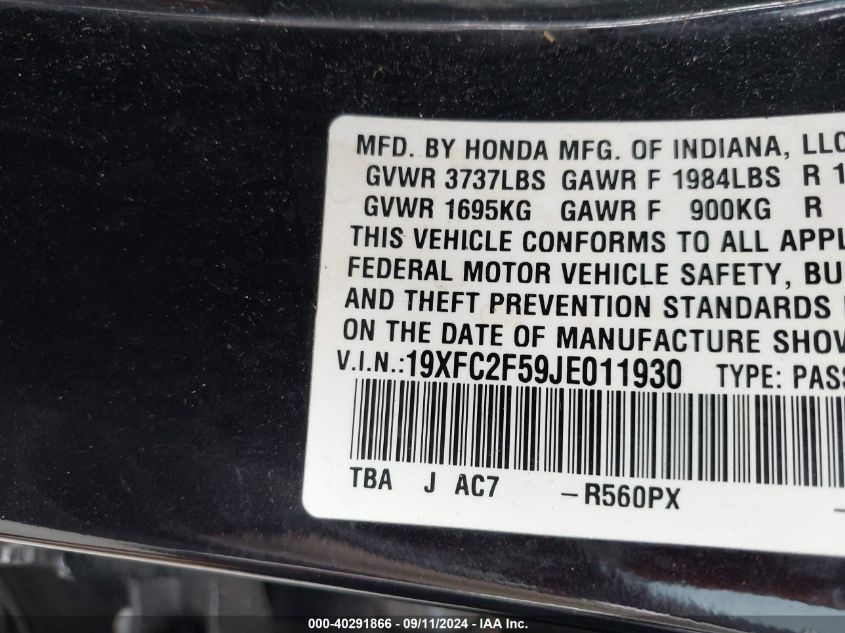 MFD. BY HONDA MFG. OF INDIANA, LLC
GVWR 3737LBS GAWR F 1984LBS R 1
GVWR 1695KG GAWR F 900KG R
THIS VEHICLE CONFORMS TO ALL APPL
FEDERAL MOTOR VEHICLE SAFETY, BU
AND THEFT PREVENTION STANDARDS
ON THE DATE OF MANUFACTURE SHOW
V.I.N.:19XFC2F59JE011930 TYPE: PASS
TBA J AC7 –R560PX –
000-40291866 - 09/11/2024 - IAA Inc.